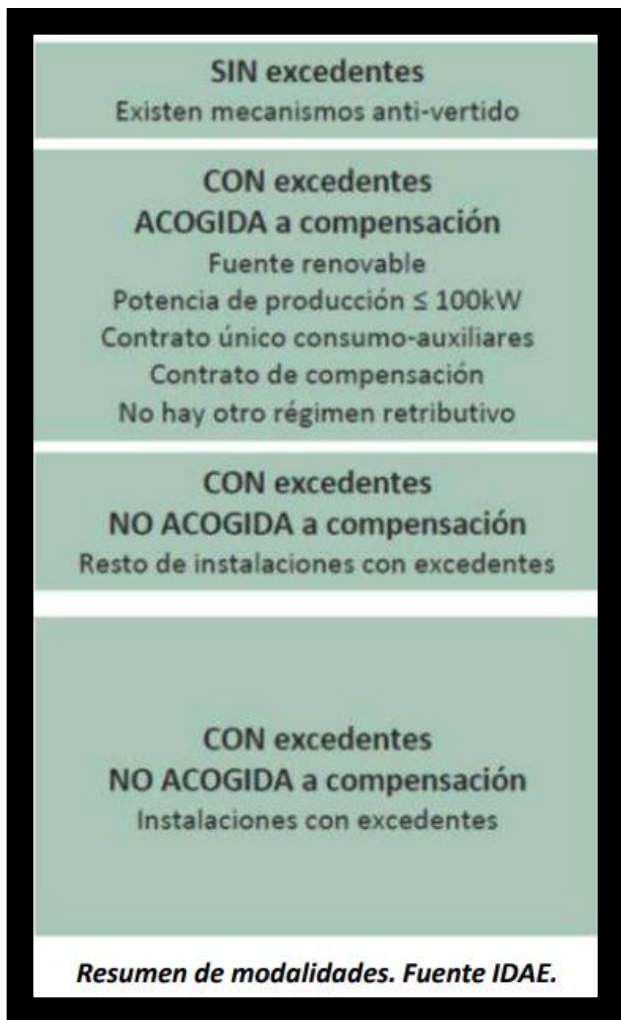 SIN excedentes
Existen mecanismos anti-vertido
CON excedentes
ACOGIDA a compensación
Fuente renovable
Potencia de producción ≤ 100kW
Contrato único consumo-auxiliares
Contrato de compensación
No hay otro régimen retributivo
CON excedentes
NO ACOGIDA a compensación
Resto de instalaciones con excedentes
CON excedentes
NO ACOGIDA a compensación
Instalaciones con excedentes
Resumen de modalidades. Fuente IDAE.